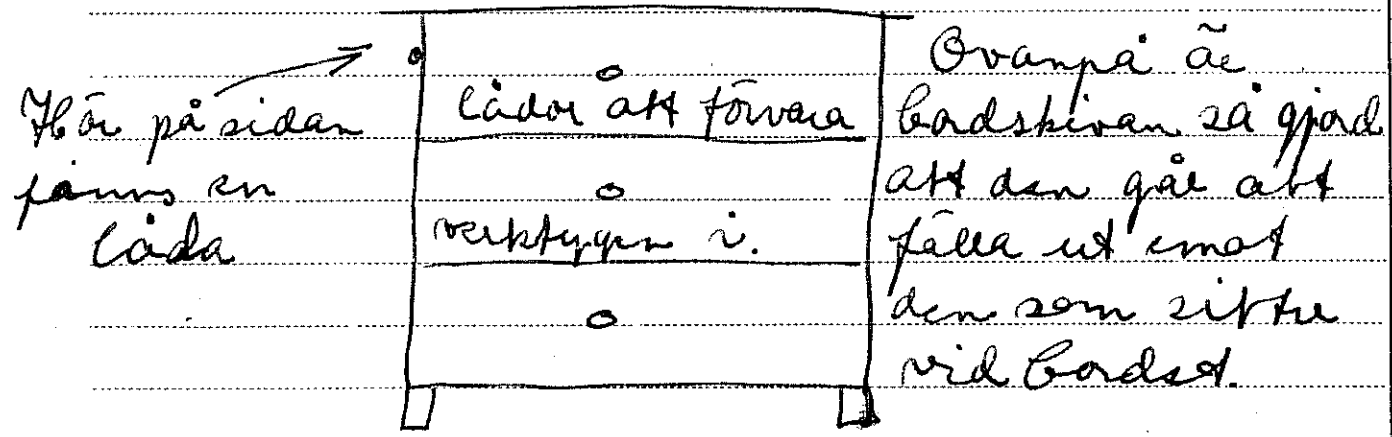 Här på sidan
finns en
låda
lådor att förvara
verktygen i.
Ovanpå är
bordskivan så gjord
att den går att
fälla ut emot
den som sitter
vid bordet.